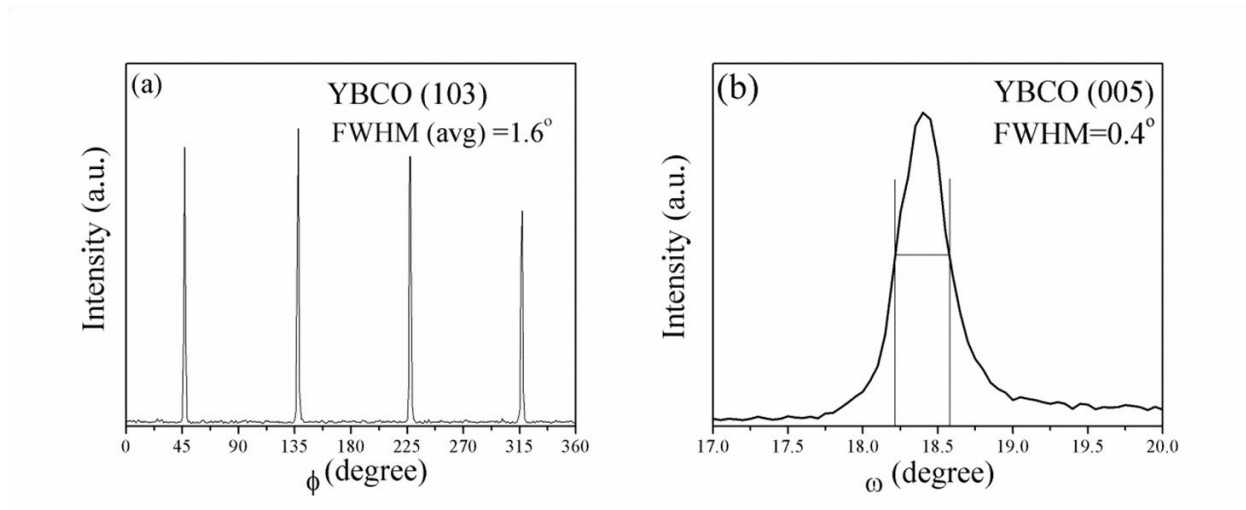 (a)
YBCO (103)
FWHM (avg) =1.6°
Intensity (a.u.)
0 45 90 135 180 225 270 315 360
ϕ (degree)
(b)
YBCO (005)
FWHM=0.4°
Intensity (a.u.)
17.0 17.5 18.0 18.5 19.0 19.5 20.0
ω (degree)